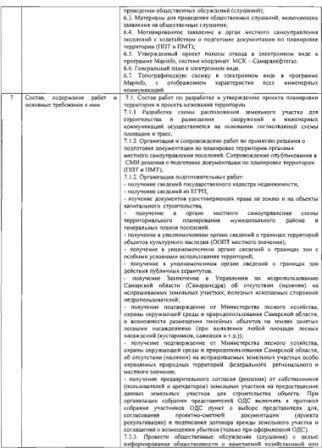 проведения общественных обсуждений (слушаний);
6.3. Материалы для проведения общественных слушаний, включающих заявления на общественные слушания;
6.4. Мотивированное заявление в орган местного самоуправления поселений с ходатайством о подготовке документации по планировке территории (ППТ и ПМТ);
6.5. Утвержденный проект полосы отвода в электронном виде в программе Mapinfo, системе координат МСК – Самаранефтегаз.
6.6. Генеральный план в электронном виде.
6.7. Топографическую съемку в электронном виде в программе Mapinfo, с отображением характеристик всех инженерных коммуникаций.
7
Состав, содержание работ и основные требования к ним
7.1. Состав работ по разработке и утверждению проекта планировки территории и проекта межевания территории.
7.1.1 Разработка схемы расположения земельного участка для строительства и размещения сооружений и инженерных коммуникаций осуществляется на основании согласованной схемы площадок и трасс.
7.1.2. Организация и сопровождение работ по принятию решения о подготовке документации по планировке территории органами местного самоуправления поселений. Сопровождение опубликования в СМИ решения о подготовке документации по планировке территории (ППТ и ПМТ).
7.1.2. Организация подготовительных работ:
- получение сведений государственного кадастра недвижимости,
- получение сведений из ЕГРП,
- изучение документов удостоверяющих права на землю и на объекты капитального строительства,
- получение в органе местного самоуправления схемы территориального планирования муниципального района и генеральных планов поселений.
- получение в уполномоченном органе сведений о границах территорий объектов культурного наследия (ООПТ местного значения);
- получение в уполномоченном органе сведений о границах зон с особыми условиями использования территорий;
- получение в уполномоченном органе сведений о границах зон действия публичных сервитутов.
- получение Заключение в Управлении по недропользованию Самарской области (Самаранедра) об отсутствии (наличии) на испрашиваемых земельных участках, полезных ископаемых сторонних недропользователей;
- получение подтверждения от Министерства лесного хозяйства, охраны окружающей среды и природопользования Самарской области, о возможности размещения линейных объектов на землях занятых лесными насаждениями (при выявлении любой площади лесных насаждений (кустарников, саженцев и т.д.));
- получение подтверждения от Министерства лесного хозяйства, охраны окружающей среды и природопользования Самарской области, об отсутствии (наличии) на испрашиваемых земельных участках особо охраняемых природных территорий федерального регионального и местного значения;
- получение предварительного согласия (решения) от собственников (пользователей и арендаторов) земельных участков на предоставление данных земельных участков для строительства объекта. При организации собрания представителей ОДС включить в протокол собрания участников ОДС пункт о выборе представителя для, согласования проектно-сметной документации (проекта рекультивации) и подписания договора аренды земельного участка и соглашения о возмещении убытков (только при оформлении ОДС).
7.2.3. Провести общественные обсуждения (слушания) с целью информирования общественности о намечаемой хозяйственной или